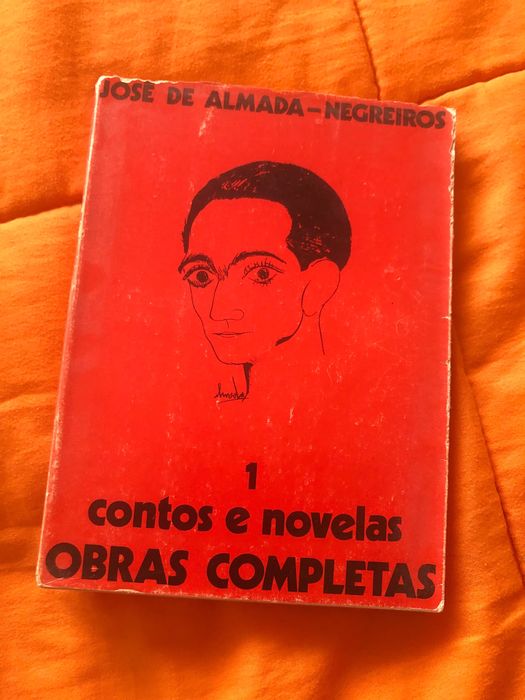 JOSÉ DE ALMADA-NEGREIROS
1
contos e novelas
OBRAS COMPLETAS